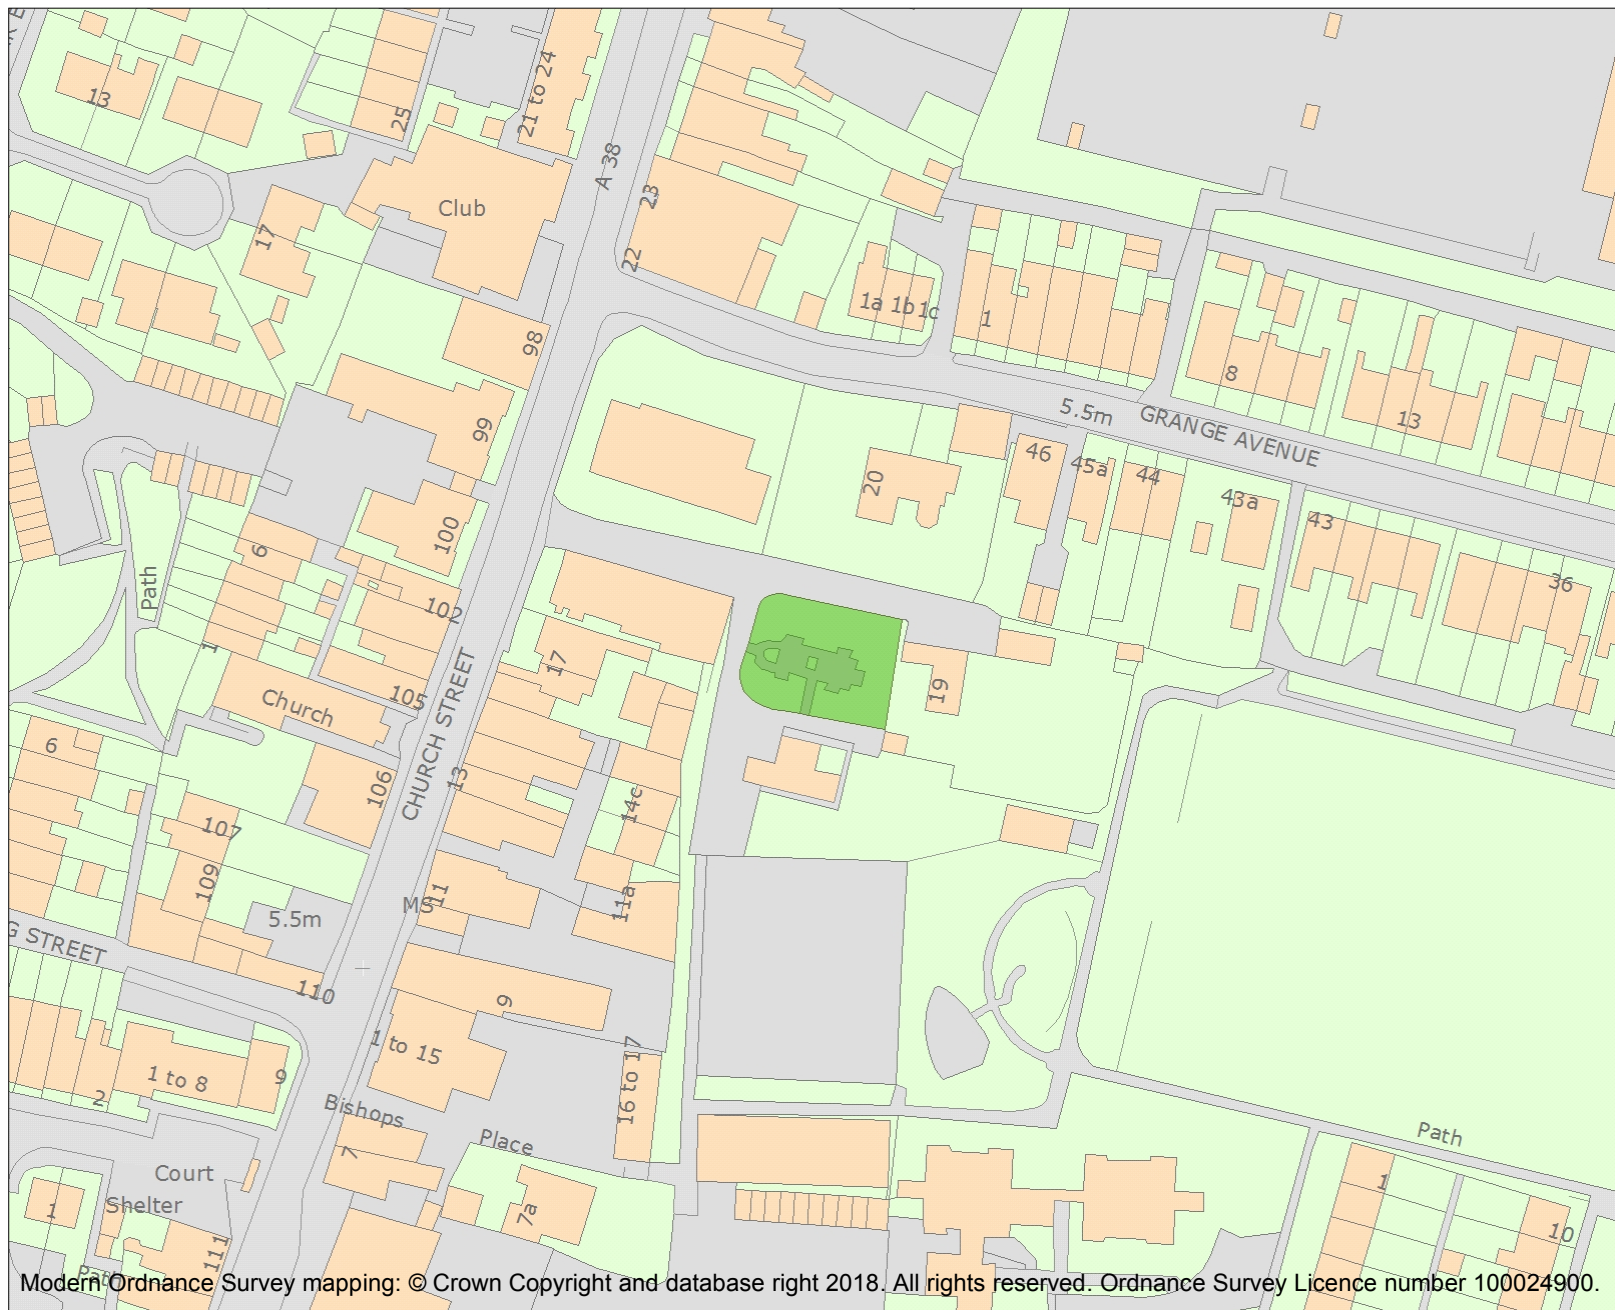 13
25
21 to 24
A 38
Club
17
23
22
1a 1b 1c
1
98
8
13
5.5m
GRANGE AVENUE
99
20
46
45a
44
43a
43
100
6
Path
36
102
1
17
105
Church
19
CHURCH STREET
6
106
13
14c
107
109
11
MS
11a
5.5m
G STREET
110
9
1 to 15
1 to 8
9
2
16 to 17
Bishops
Place
7
Path
Court
Shelter
1
7a
1
10
111
Path
Modern Ordnance Survey mapping: © Crown Copyright and database right 2018. All rights reserved. Ordnance Survey Licence number 100024900.